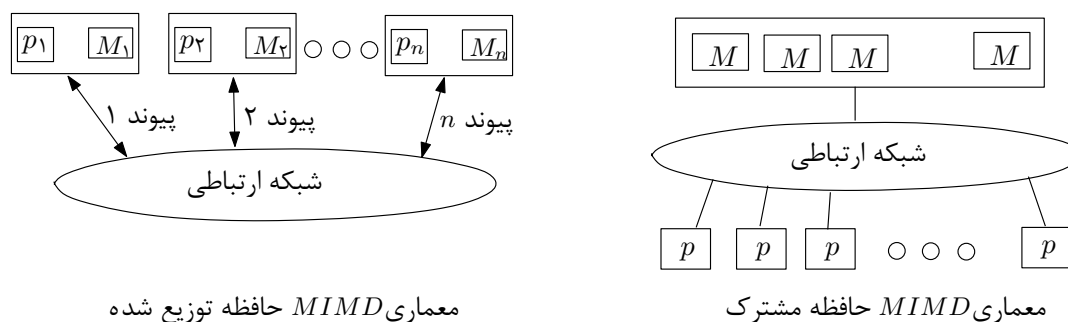 p۱ M۱ p۲ M۲ pn Mn
پیوند ۱ پیوند ۲ پیوند n
شبکه ارتباطی
معماری MIMD حافظه توزیع شده
M M M M
شبکه ارتباطی
p p p p
معماری MIMD حافظه مشترک